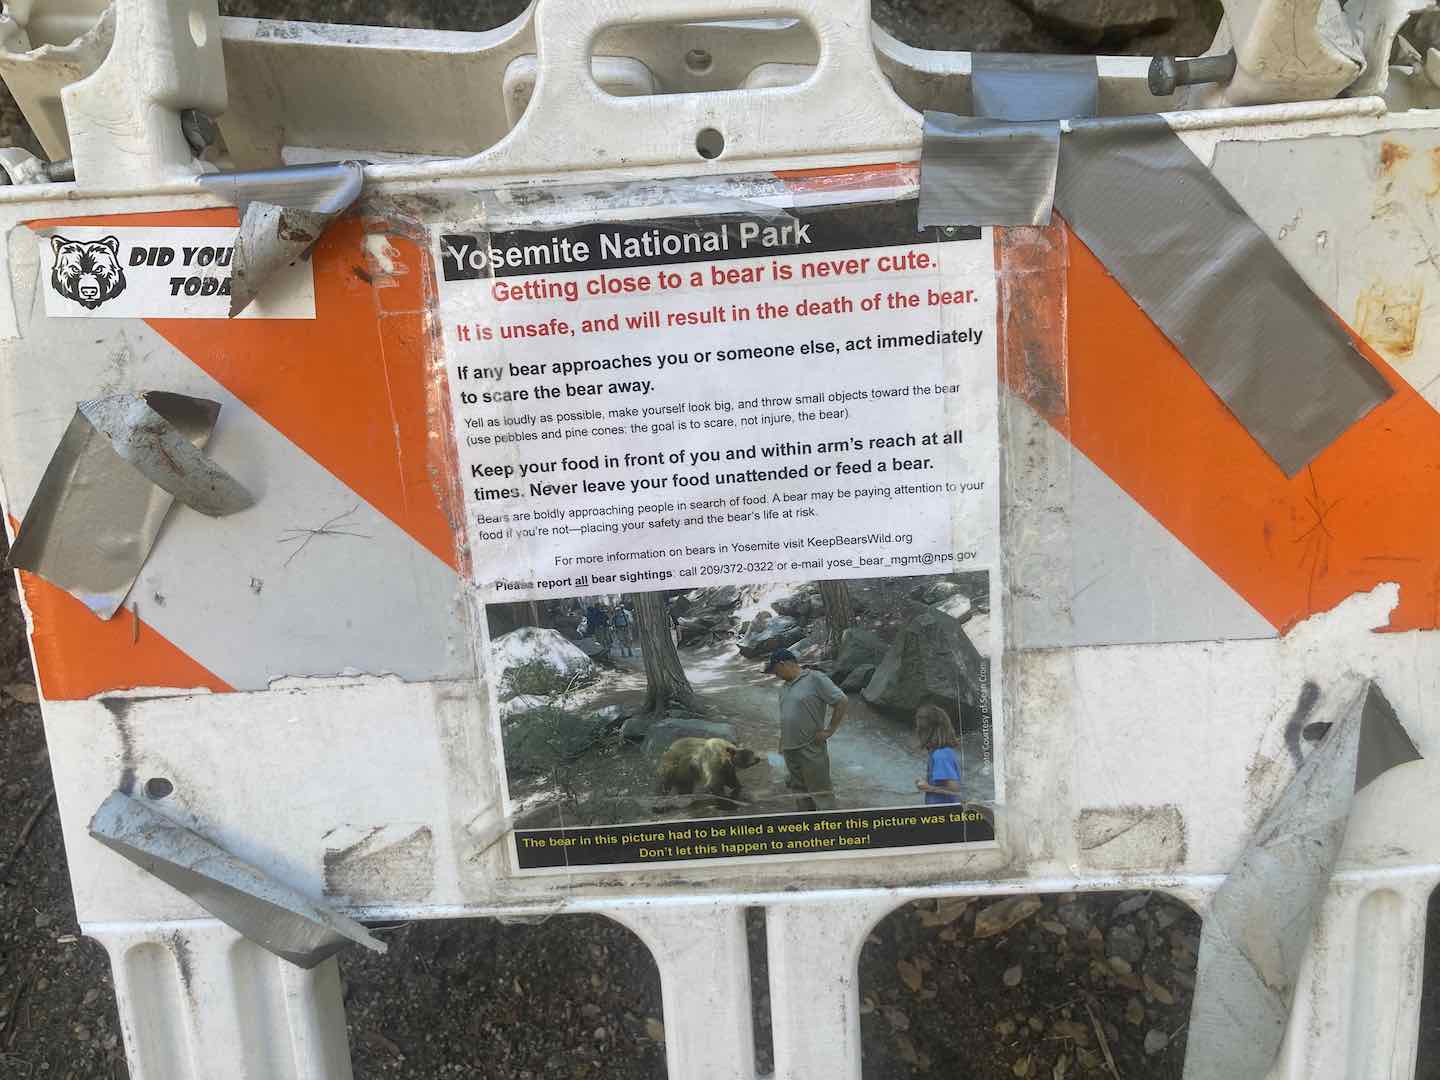 DID YOU
TODA
Yosemite National Park
Getting close to a bear is never cute.
It is unsafe, and will result in the death of the bear.
If any bear approaches you or someone else, act immediately
to scare the bear away.
Yell as loudly as possible, make yourself look big, and throw small objects toward the bear
(use pebbles and pine cones: the goal is to scare, not injure, the bear).
Keep your food in front of you and within arm's reach at all
times. Never leave your food unattended or feed a bear.
Bears are boldly approaching people in search of food. A bear may be paying attention to your
food if you're not—placing your safety and the bear's life at risk.
For more information on bears in Yosemite visit KeepBearsWild.org
Please report all bear sightings: call 209/372-0322 or e-mail yose_bear_mgmt@nps.gov
Photo Courtesy of Sean Crom
The bear in this picture had to be killed a week after this picture was taken
Don't let this happen to another bear!